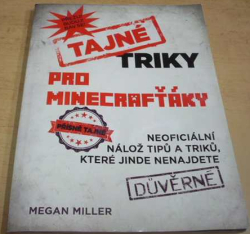 TAJNÉ
TRIKY
PRO
MINECRAFŤÁKY
PŘÍSNĚ TAJNÉ
NEOFICIÁLNÍ
NÁLOŽ TIPŮ A TRIKŮ,
KTERÉ JINDE NENAJDETE
DŮVĚRNÉ
MEGAN MILLER